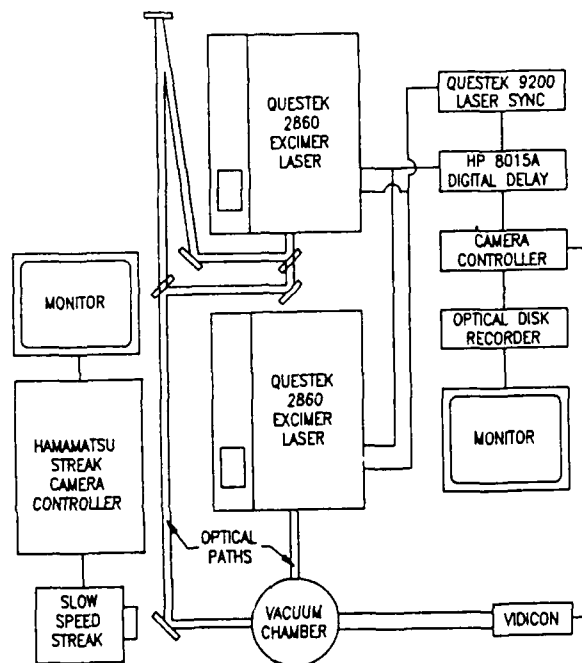 QUESTEK
2860
EXCIMER
LASER
QUESTEK 9200
LASER SYNC
HP 8015A
DIGITAL DELAY
CAMERA
CONTROLLER
OPTICAL DISK
RECORDER
MONITOR
MONITOR
HAMAMATSU
STREAK
CAMERA
CONTROLLER
QUESTEK
2860
EXCIMER
LASER
OPTICAL
PATHS
SLOW
SPEED
STREAK
VACUUM
CHAMBER
VIDICON